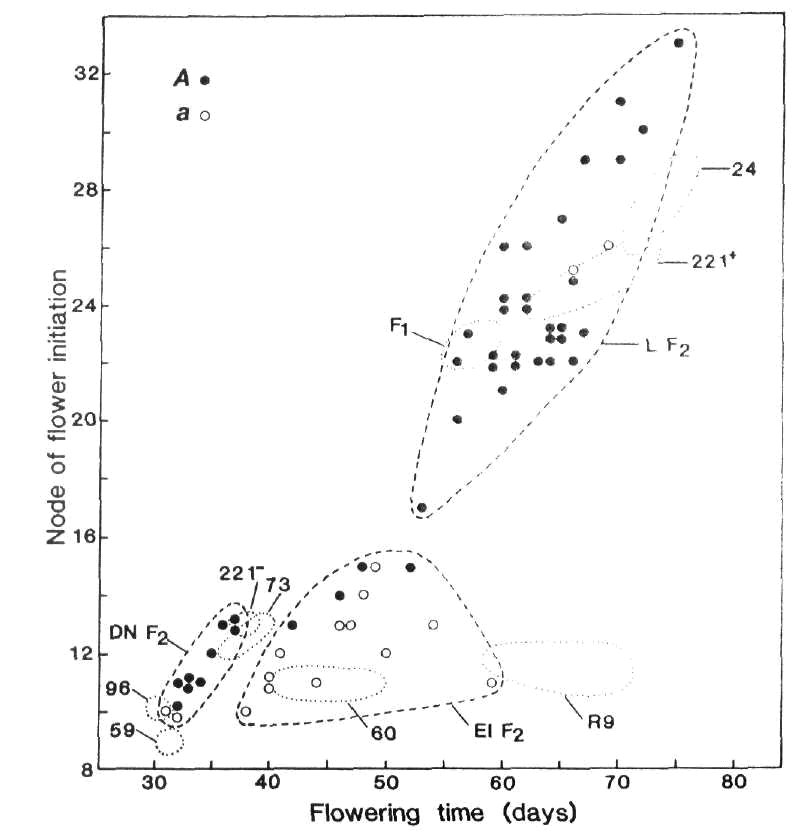 32
A
a
28
24
221⁺
F₁
L F₂
24
20
16
221⁻
73
DN F₂
12
96
59
60
EI F₂
R9
8
30 40 50 60 70 80
Flowering time (days)
Node of flower initiation